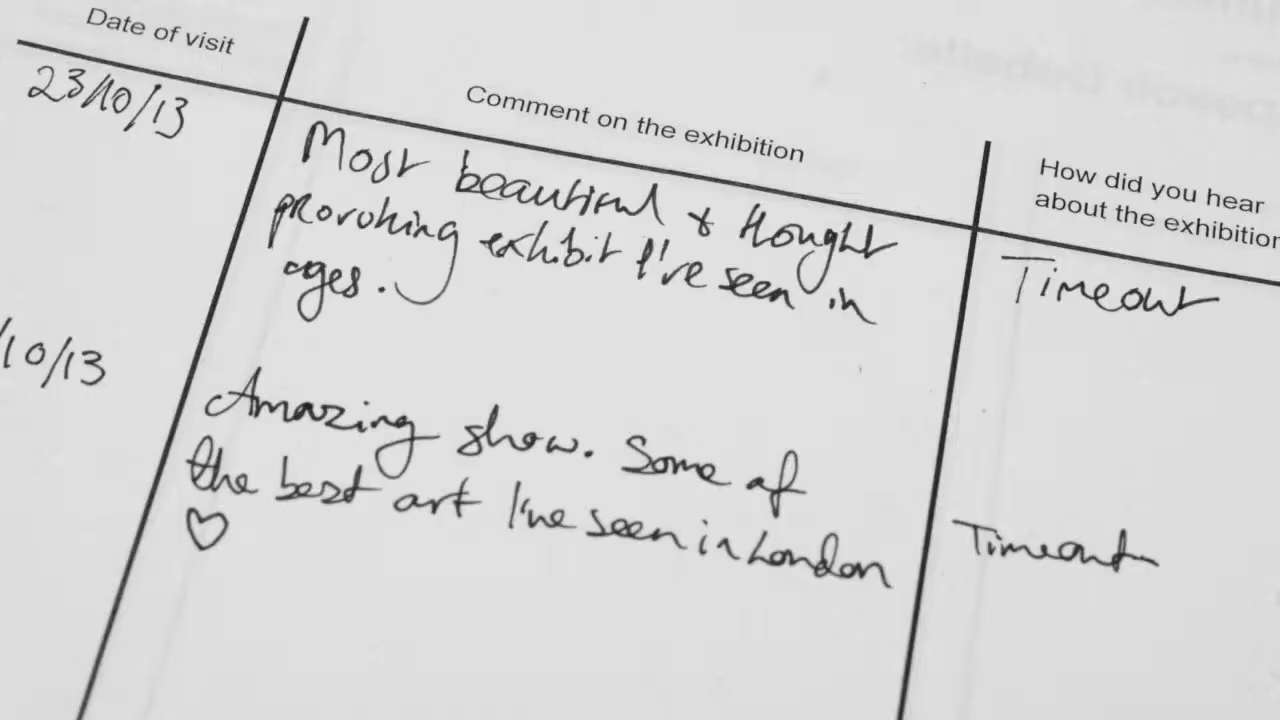 Date of visit
Comment on the exhibition
How did you hear
about the exhibition
23/10/13
Most beautiful & thought
provoking exhibit I've seen in
ages.
Timeout
/10/13
Amazing show. Some of
the best art I've seen in London
♡
Timeout